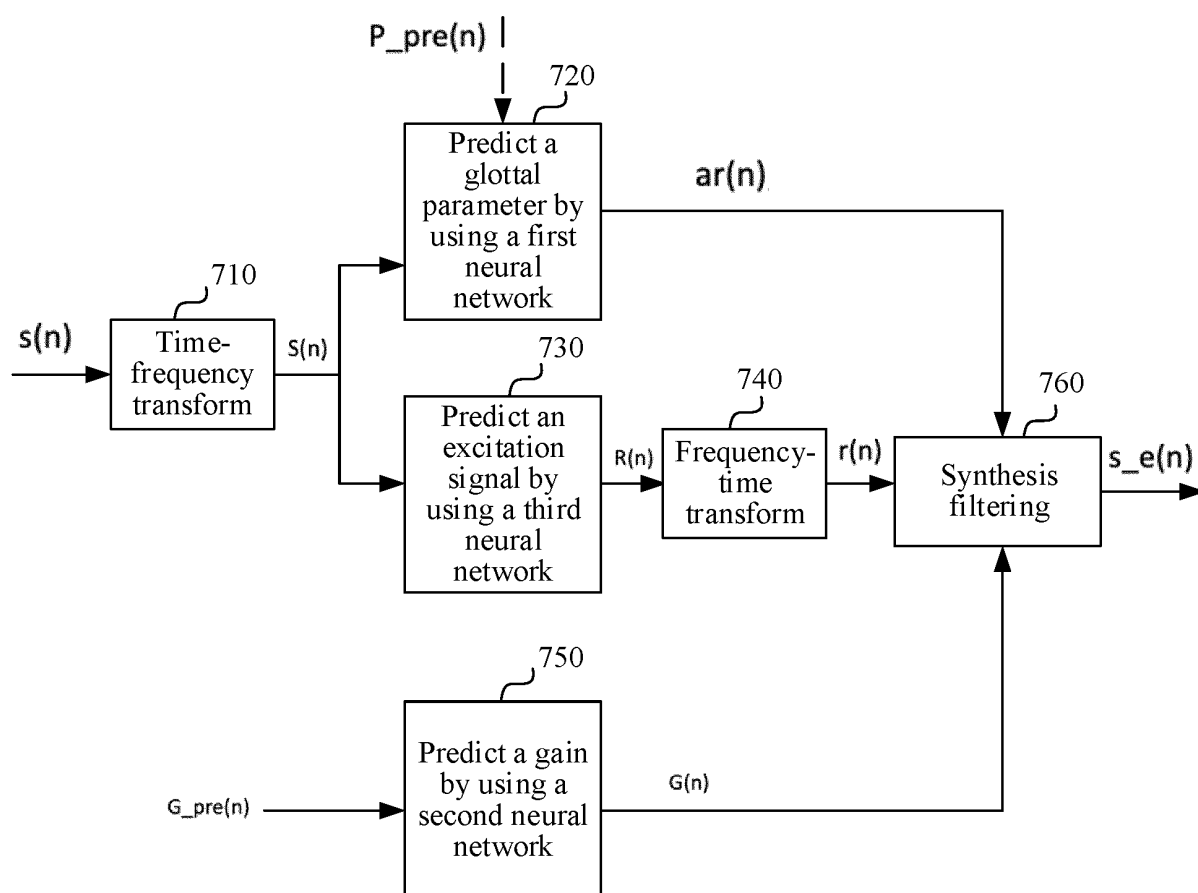 P_pre(n)
720
Predict a
glottal
parameter by
using a first
neural
network
ar(n)
710
s(n)
Time-
frequency
transform
S(n)
730
Predict an
excitation
signal by
using a third
neural
network
R(n)
740
Frequency-
time
transform
r(n)
760
Synthesis
filtering
s_e(n)
750
G_pre(n)
Predict a gain
by using a
second neural
network
G(n)